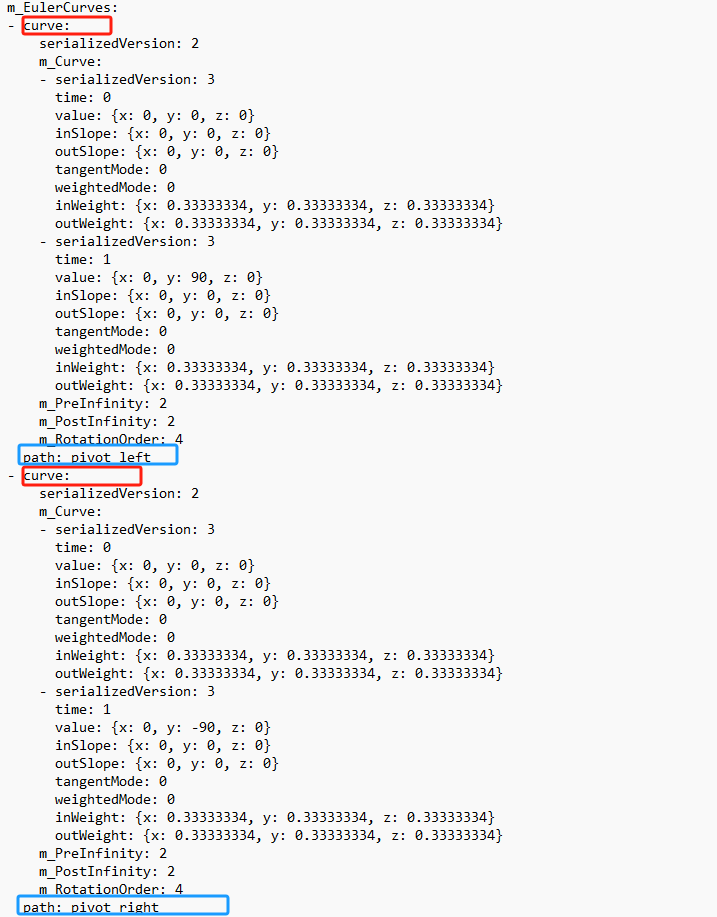 m_EulerCurves:
- curve:
    serializedVersion: 2
    m_Curve:
    - serializedVersion: 3
      time: 0
      value: {x: 0, y: 0, z: 0}
      inSlope: {x: 0, y: 0, z: 0}
      outSlope: {x: 0, y: 0, z: 0}
      tangentMode: 0
      weightedMode: 0
      inWeight: {x: 0.33333334, y: 0.33333334, z: 0.33333334}
      outWeight: {x: 0.33333334, y: 0.33333334, z: 0.33333334}
    - serializedVersion: 3
      time: 1
      value: {x: 0, y: 90, z: 0}
      inSlope: {x: 0, y: 0, z: 0}
      outSlope: {x: 0, y: 0, z: 0}
      tangentMode: 0
      weightedMode: 0
      inWeight: {x: 0.33333334, y: 0.33333334, z: 0.33333334}
      outWeight: {x: 0.33333334, y: 0.33333334, z: 0.33333334}
    m_PreInfinity: 2
    m_PostInfinity: 2
    m_RotationOrder: 4
  path: pivot_left
- curve:
    serializedVersion: 2
    m_Curve:
    - serializedVersion: 3
      time: 0
      value: {x: 0, y: 0, z: 0}
      inSlope: {x: 0, y: 0, z: 0}
      outSlope: {x: 0, y: 0, z: 0}
      tangentMode: 0
      weightedMode: 0
      inWeight: {x: 0.33333334, y: 0.33333334, z: 0.33333334}
      outWeight: {x: 0.33333334, y: 0.33333334, z: 0.33333334}
    - serializedVersion: 3
      time: 1
      value: {x: 0, y: -90, z: 0}
      inSlope: {x: 0, y: 0, z: 0}
      outSlope: {x: 0, y: 0, z: 0}
      tangentMode: 0
      weightedMode: 0
      inWeight: {x: 0.33333334, y: 0.33333334, z: 0.33333334}
      outWeight: {x: 0.33333334, y: 0.33333334, z: 0.33333334}
    m_PreInfinity: 2
    m_PostInfinity: 2
    m_RotationOrder: 4
  path: pivot_right